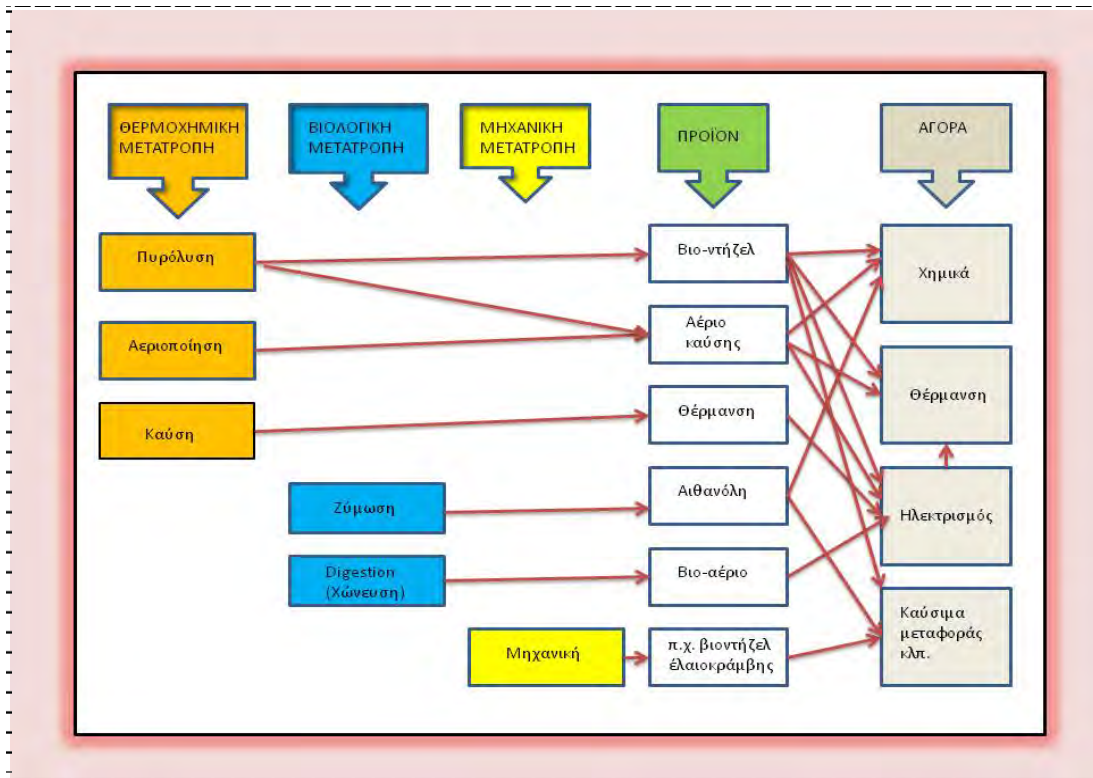 ΘΕΡΜΟΧΗΜΙΚΗ
ΜΕΤΑΤΡΟΠΗ
ΒΙΟΛΟΓΙΚΗ
ΜΕΤΑΤΡΟΠΗ
ΜΗΧΑΝΙΚΗ
ΜΕΤΑΤΡΟΠΗ
ΠΡΟΪΟΝ
ΑΓΟΡΑ
Πυρόλυση
Βιο-ντήζελ
Χημικά
Αεριοποίηση
Αέριο
καύσης
Θέρμανση
Καύση
Θέρμανση
Ζύμωση
Αιθανόλη
Ηλεκτρισμός
Digestion
(Χώνευση)
Βιο-αέριο
Καύσιμα
μεταφοράς
κλπ.
Μηχανική
π.χ. βιοντήζελ
έλαιοκράμβης